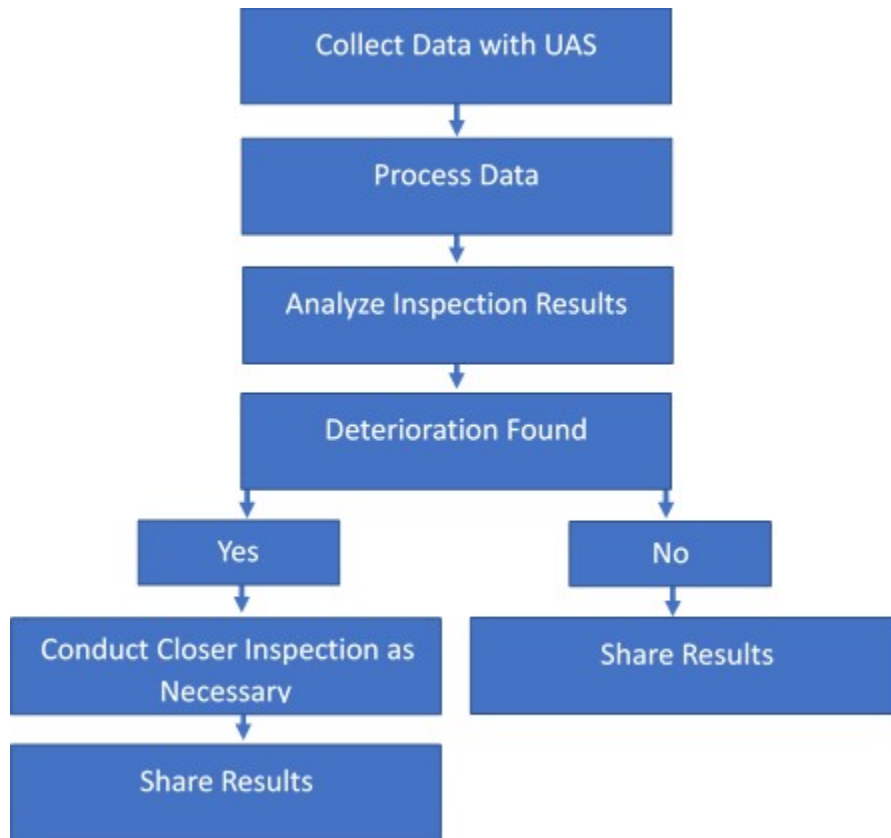 Collect Data with UAS
Process Data
Analyze Inspection Results
Deterioration Found
Yes
No
Conduct Closer Inspection as
Necessary
Share Results
Share Results